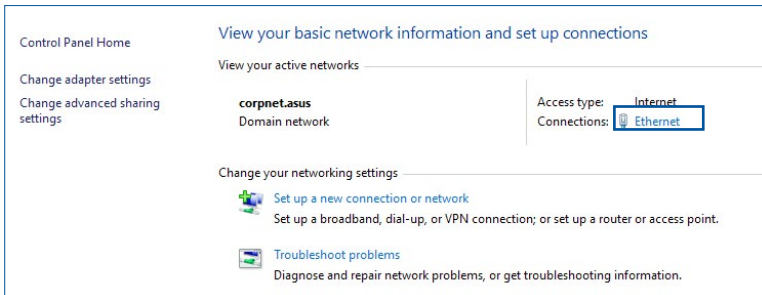 View your basic network information and set up connections
Control Panel Home
View your active networks
Change adapter settings
Change advanced sharing
settings
corpnet.asus
Domain network
Access type: Internet
Connections: Ethernet
Change your networking settings
Set up a new connection or network
Set up a broadband, dial-up, or VPN connection; or set up a router or access point.
Troubleshoot problems
Diagnose and repair network problems, or get troubleshooting information.